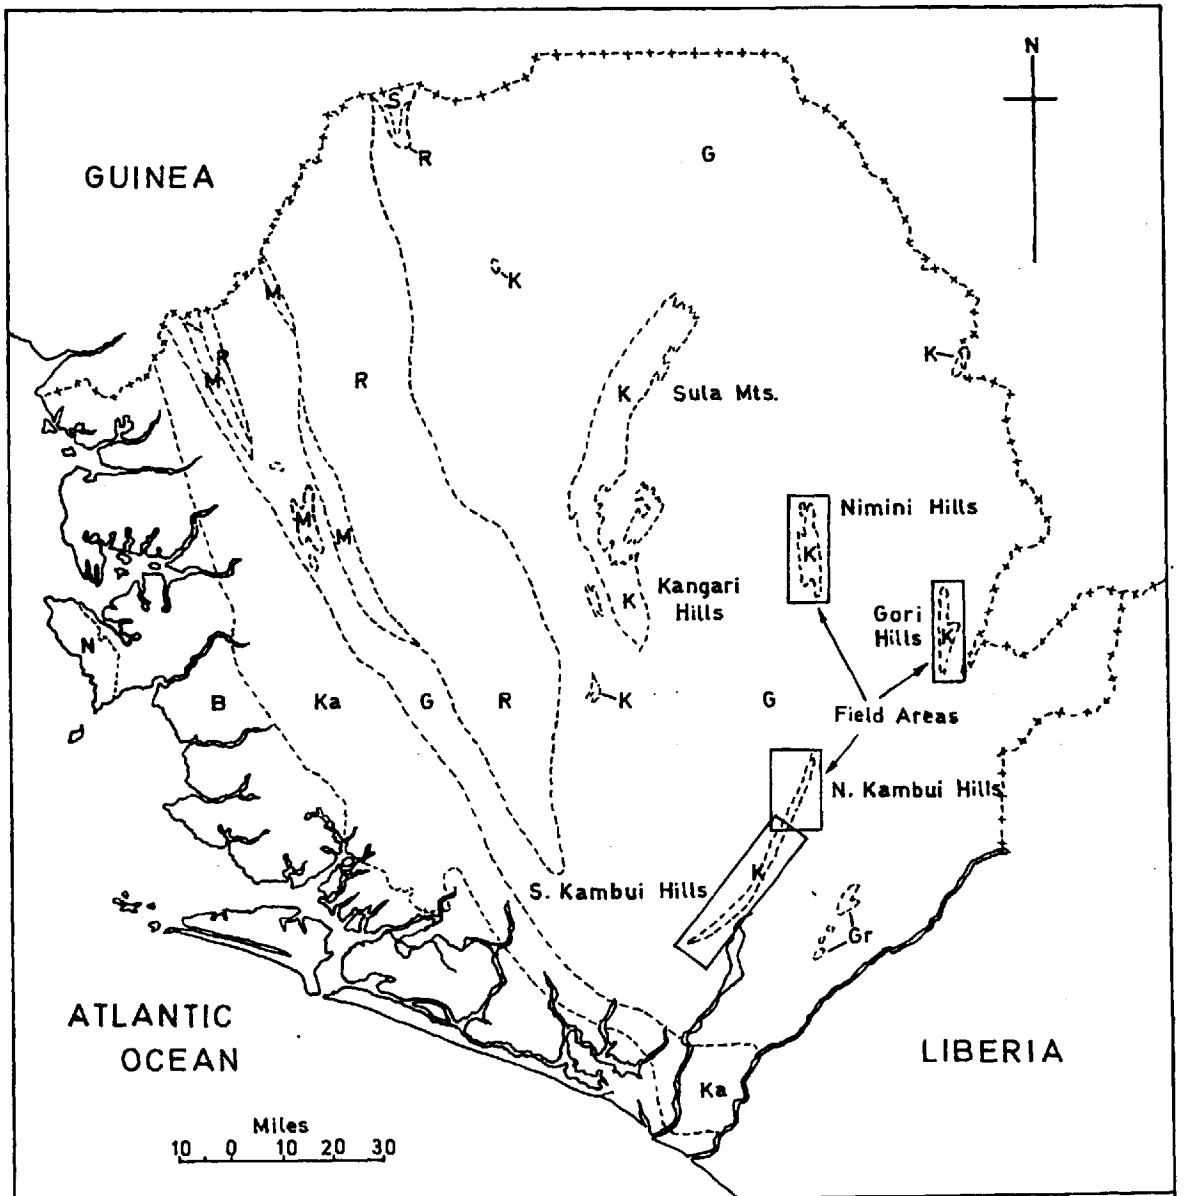 N
S
R
G
GUINEA
K
M
K
R
M
R
K
Sula Mts.
Nimini Hills
M
M
K
Kangari
Hills
K
Gori
Hills
K
N
B
Ka
G
R
K
G
Field Areas
N. Kambui Hills
K
S. Kambui Hills
Gr
ATLANTIC
OCEAN
LIBERIA
Ka
Miles
10 0 10 20 30